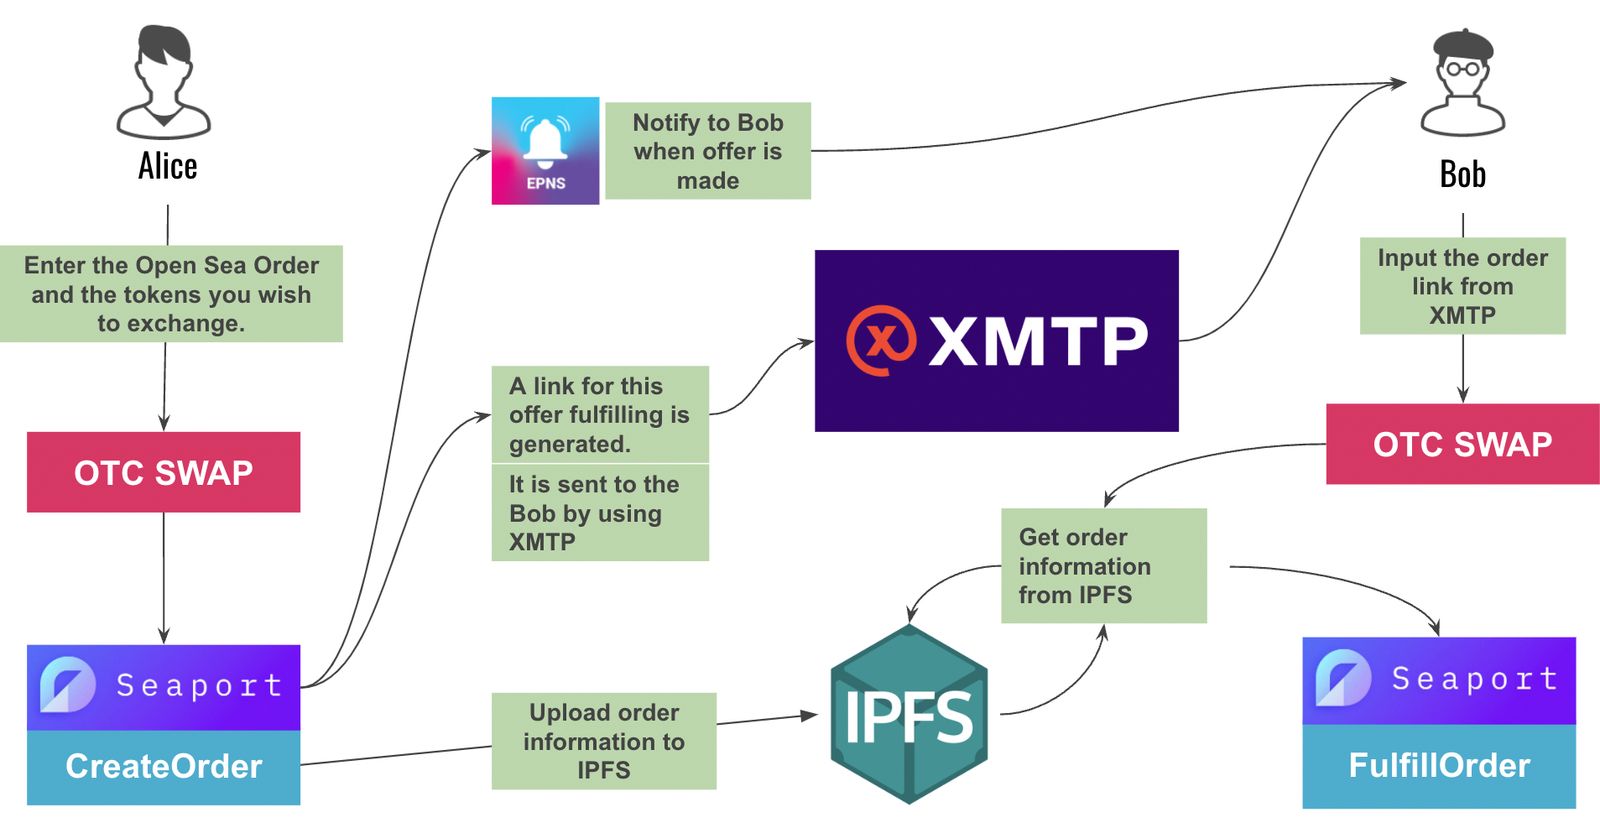 Alice
Enter the Open Sea Order
and the tokens you wish
to exchange.
OTC SWAP
Seaport
CreateOrder
EPNS
Notify to Bob
when offer is
made
A link for this
offer fulfilling is
generated.
It is sent to the
Bob by using
XMTP
Upload order
information to
IPFS
XMTP
IPFS
Bob
Input the order
link from
XMTP
OTC SWAP
Get order
information
from IPFS
Seaport
FulfillOrder